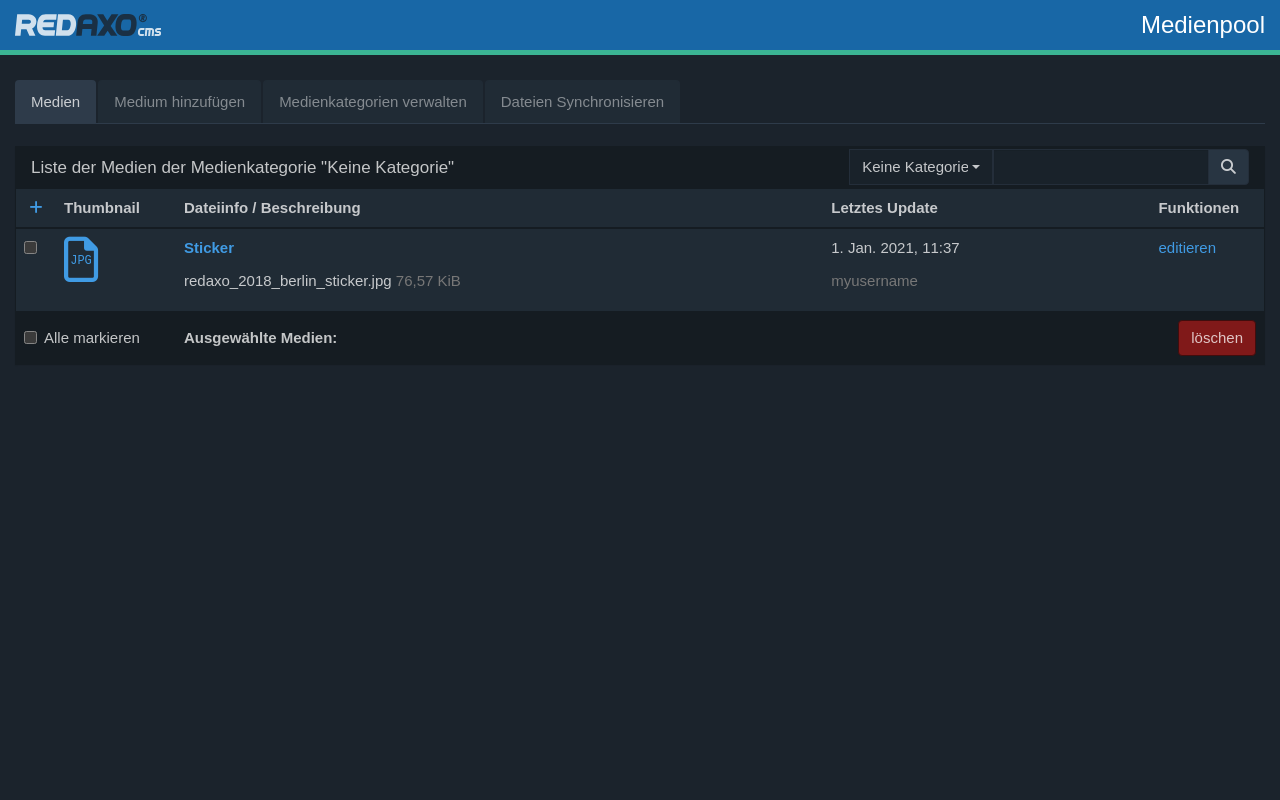 REDAXO® cms
Medienpool
Medien
Medium hinzufügen
Medienkategorien verwalten
Dateien Synchronisieren
Liste der Medien der Medienkategorie "Keine Kategorie"
Keine Kategorie
+ Thumbnail Dateiinfo / Beschreibung Letztes Update Funktionen
JPG
Sticker 1. Jan. 2021, 11:37 editieren
redaxo_2018_berlin_sticker.jpg 76,57 KiB myusername
Alle markieren Ausgewählte Medien: löschen